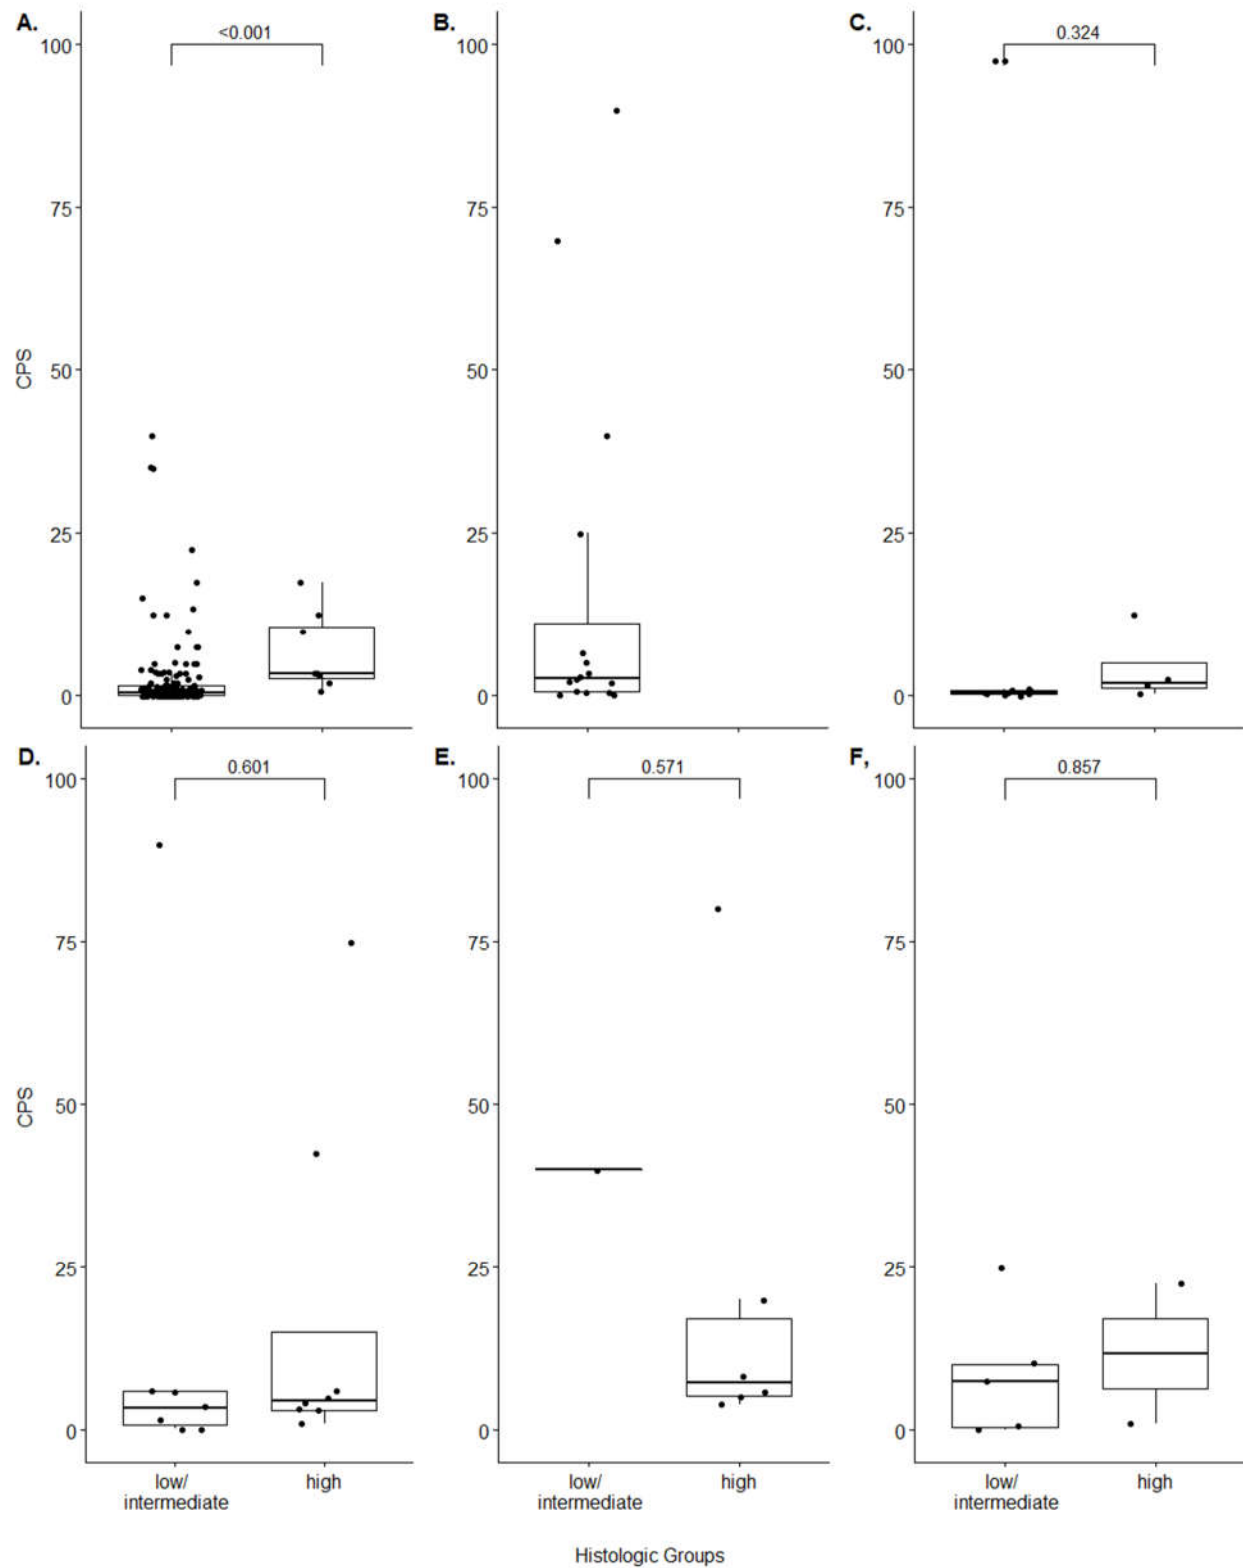 A.
<0.001
B.
C.
0.324
100
75
50
25
0
CPS
100
75
50
25
0
100
75
50
25
0
D.
0.601
E.
0.571
F,
0.857
100
75
50
25
0
CPS
100
75
50
25
0
100
75
50
25
0
low/
intermediate
high
low/
intermediate
high
low/
intermediate
high
Histologic Groups